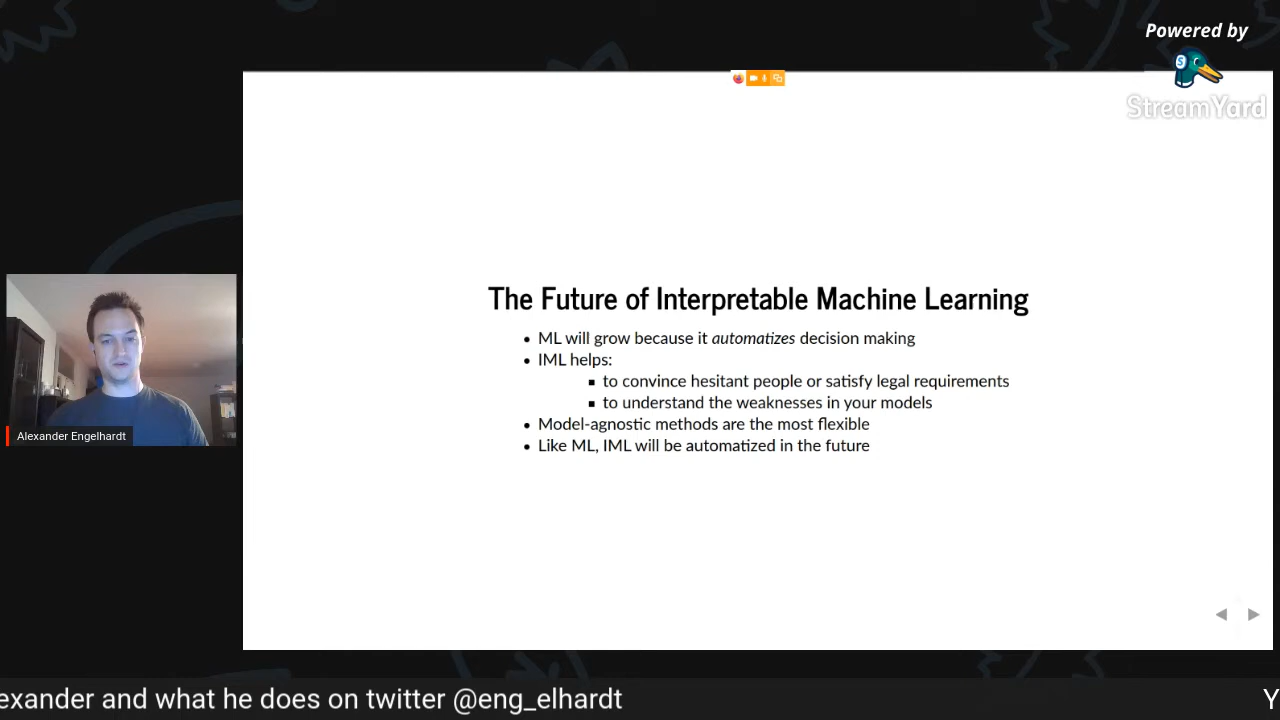 Powered by
StreamYard
The Future of Interpretable Machine Learning
• ML will grow because it automatizes decision making
• IML helps:
▪ to convince hesitant people or satisfy legal requirements
▪ to understand the weaknesses in your models
• Model-agnostic methods are the most flexible
• Like ML, IML will be automatized in the future
Alexander Engelhardt
exander and what he does on twitter @eng_elhardt Y